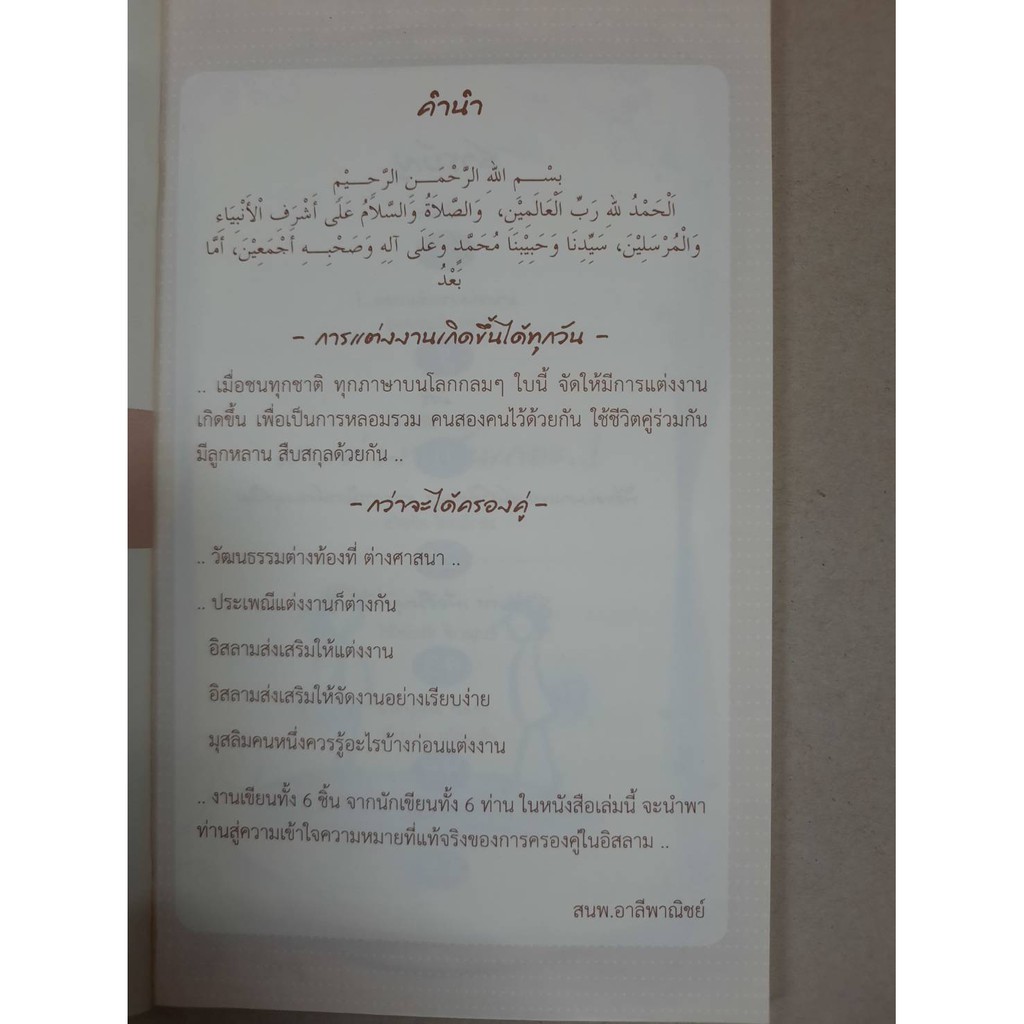 คำนำ
بِسْــمِ اللهِ الرَّحْمَــنِ الرَّحِــيْمِ
اَلْحَمْدُ للهِ رَبِّ الْعَالَمِيْنَ، وَالصَّلاَةُ وَالسَّلاَمُ عَلَى أَشْرَفِ الْأَنْبِيَاءِ
وَالْمُرْسَلِيْنَ، سَيِّدِنَا وَحَبِيْبِنَا مُحَمَّدٍ وَعَلَى آلِهِ وَصَحْبِــهِ أَجْمَعِيْنَ، أَمَّا
بَعْدُ
- การแต่งงานเกิดขึ้นได้ทุกวัน -
.. เมื่อชนทุกชาติ ทุกภาษาบนโลกกลมๆ ใบนี้ จัดให้มีการแต่งงาน
เกิดขึ้น เพื่อเป็นการหลอมรวม คนสองคนไว้ด้วยกัน ใช้ชีวิตคู่ร่วมกัน
มีลูกหลาน สืบสกุลด้วยกัน ..
- กว่าจะได้ครองคู่ -
.. วัฒนธรรมต่างท้องที่ ต่างศาสนา ..
.. ประเพณีแต่งงานก็ต่างกัน
อิสลามส่งเสริมให้แต่งงาน
อิสลามส่งเสริมให้จัดงานอย่างเรียบง่าย
มุสลิมคนหนึ่งควรรู้อะไรบ้างก่อนแต่งงาน
.. งานเขียนทั้ง 6 ชิ้น จากนักเขียนทั้ง 6 ท่าน ในหนังสือเล่มนี้ จะนำพา
ท่านสู่ความเข้าใจความหมายที่แท้จริงของการครองคู่ในอิสลาม ..
สนพ.อาลีพาณิชย์